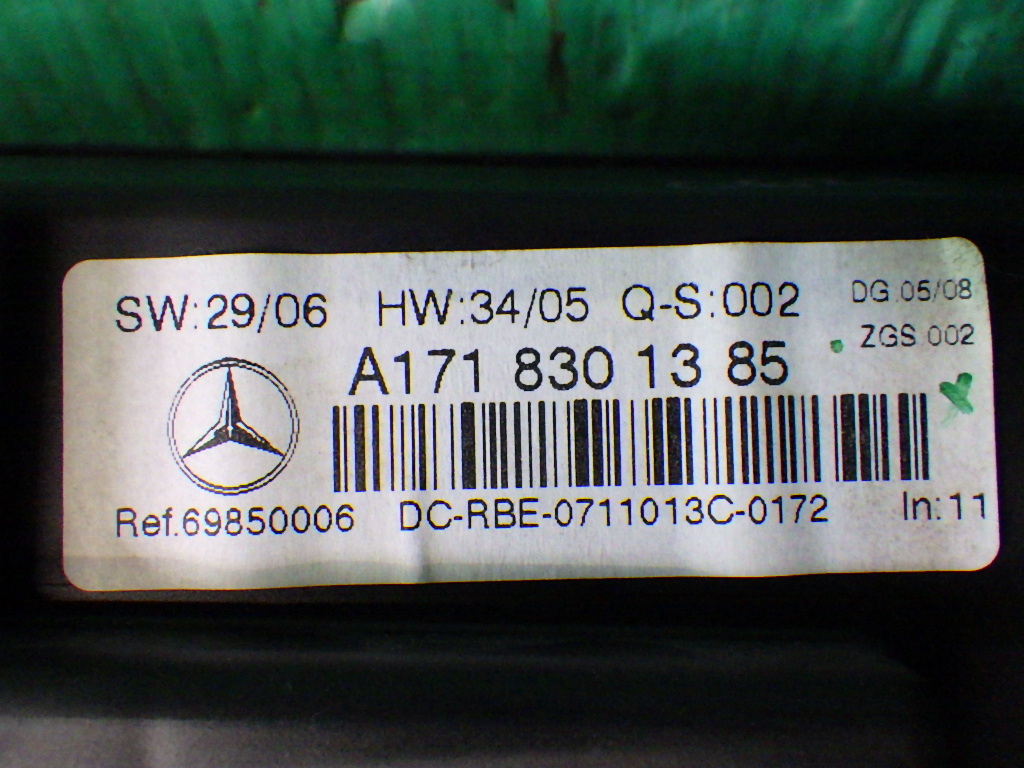 SW:29/06 HW:34/05 Q-S:002 DG.05/08
ZGS 002
A171 830 13 85
Ref.69850006 DC-RBE-0711013C-0172 In:11